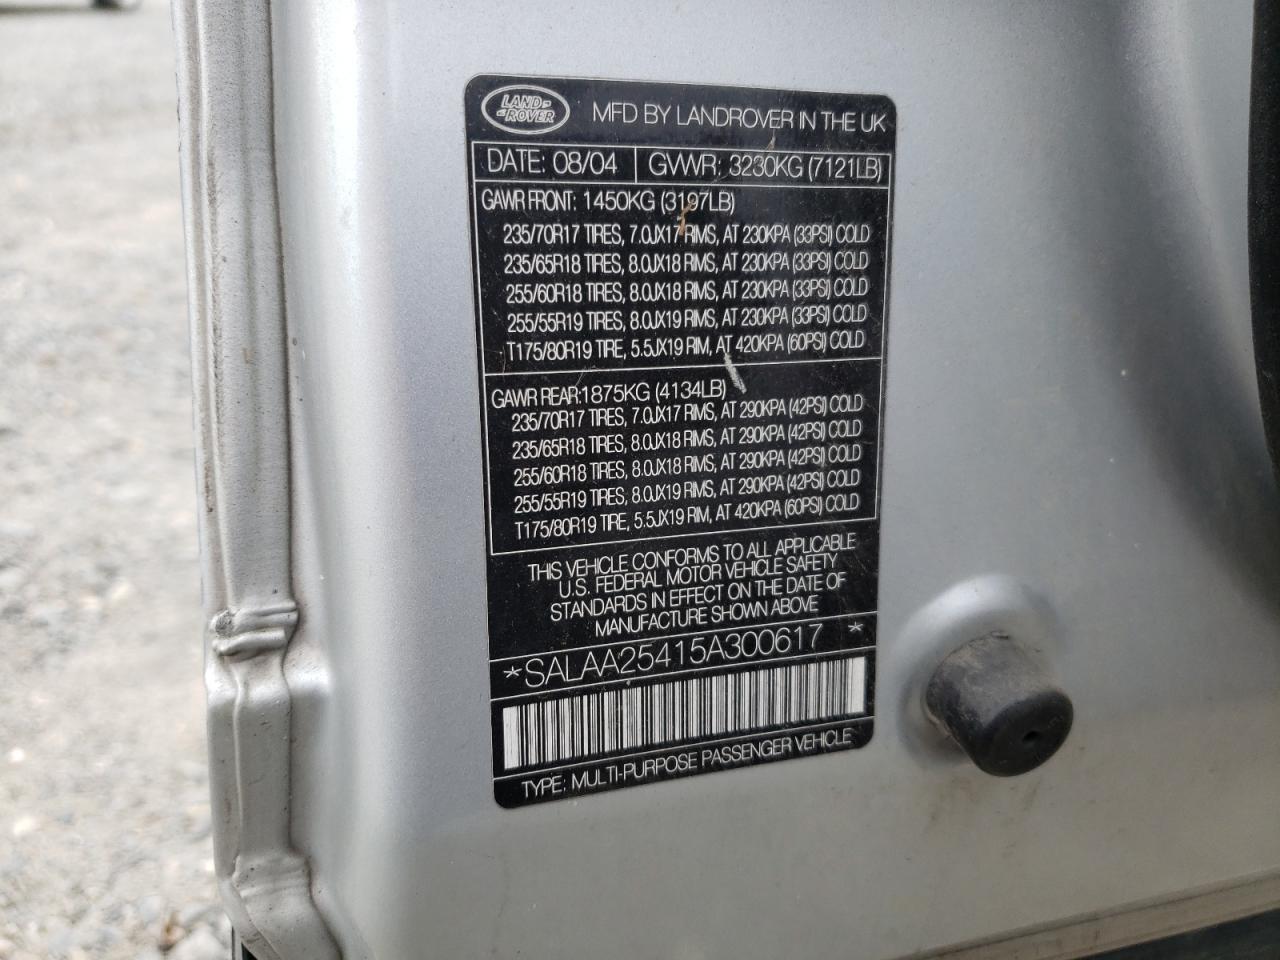 LAND
ROVER
MFD BY LANDROVER IN THE UK
DATE: 08/04 GVWR: 3230KG (7121LB)
GAWR FRONT: 1450KG (3197LB)
235/70R17 TIRES, 7.0JX17 RIMS, AT 230KPA (33PSI) COLD
235/65R18 TIRES, 8.0JX18 RIMS, AT 230KPA (33PSI) COLD
255/60R18 TIRES, 8.0JX18 RIMS, AT 230KPA (33PSI) COLD
255/55R19 TIRES, 8.0JX19 RIMS, AT 230KPA (33PSI) COLD
T175/80R19 TIRE, 5.5JX19 RIM, AT 420KPA (60PSI) COLD
GAWR REAR:1875KG (4134LB)
235/70R17 TIRES, 7.0JX17 RIMS, AT 290KPA (42PSI) COLD
235/65R18 TIRES, 8.0JX18 RIMS, AT 290KPA (42PSI) COLD
255/60R18 TIRES, 8.0JX18 RIMS, AT 290KPA (42PSI) COLD
255/55R19 TIRES, 8.0JX19 RIMS, AT 290KPA (42PSI) COLD
T175/80R19 TIRE, 5.5JX19 RIM, AT 420KPA (60PSI) COLD
THIS VEHICLE CONFORMS TO ALL APPLICABLE
U.S. FEDERAL MOTOR VEHICLE SAFETY
STANDARDS IN EFFECT ON THE DATE OF
MANUFACTURE SHOWN ABOVE
*SALAA25415A300617 *
TYPE: MULTI-PURPOSE PASSENGER VEHICLE